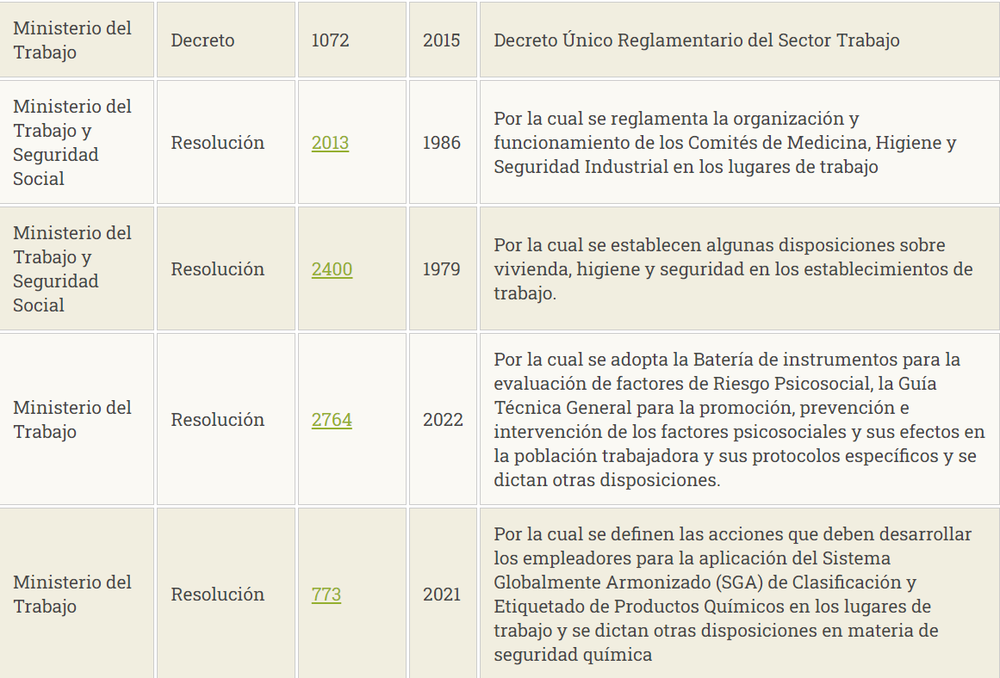 Ministerio del
Trabajo
Decreto
1072
2015
Decreto Único Reglamentario del Sector Trabajo
Ministerio del
Trabajo y
Seguridad
Social
Resolución
2013
1986
Por la cual se reglamenta la organización y
funcionamiento de los Comités de Medicina, Higiene y
Seguridad Industrial en los lugares de trabajo
Ministerio del
Trabajo y
Seguridad
Social
Resolución
2400
1979
Por la cual se establecen algunas disposiciones sobre
vivienda, higiene y seguridad en los establecimientos de
trabajo.
Ministerio del
Trabajo
Resolución
2764
2022
Por la cual se adopta la Batería de instrumentos para la
evaluación de factores de Riesgo Psicosocial, la Guía
Técnica General para la promoción, prevención e
intervención de los factores psicosociales y sus efectos en
la población trabajadora y sus protocolos específicos y se
dictan otras disposiciones.
Ministerio del
Trabajo
Resolución
773
2021
Por la cual se definen las acciones que deben desarrollar
los empleadores para la aplicación del Sistema
Globalmente Armonizado (SGA) de Clasificación y
Etiquetado de Productos Químicos en los lugares de
trabajo y se dictan otras disposiciones en materia de
seguridad química